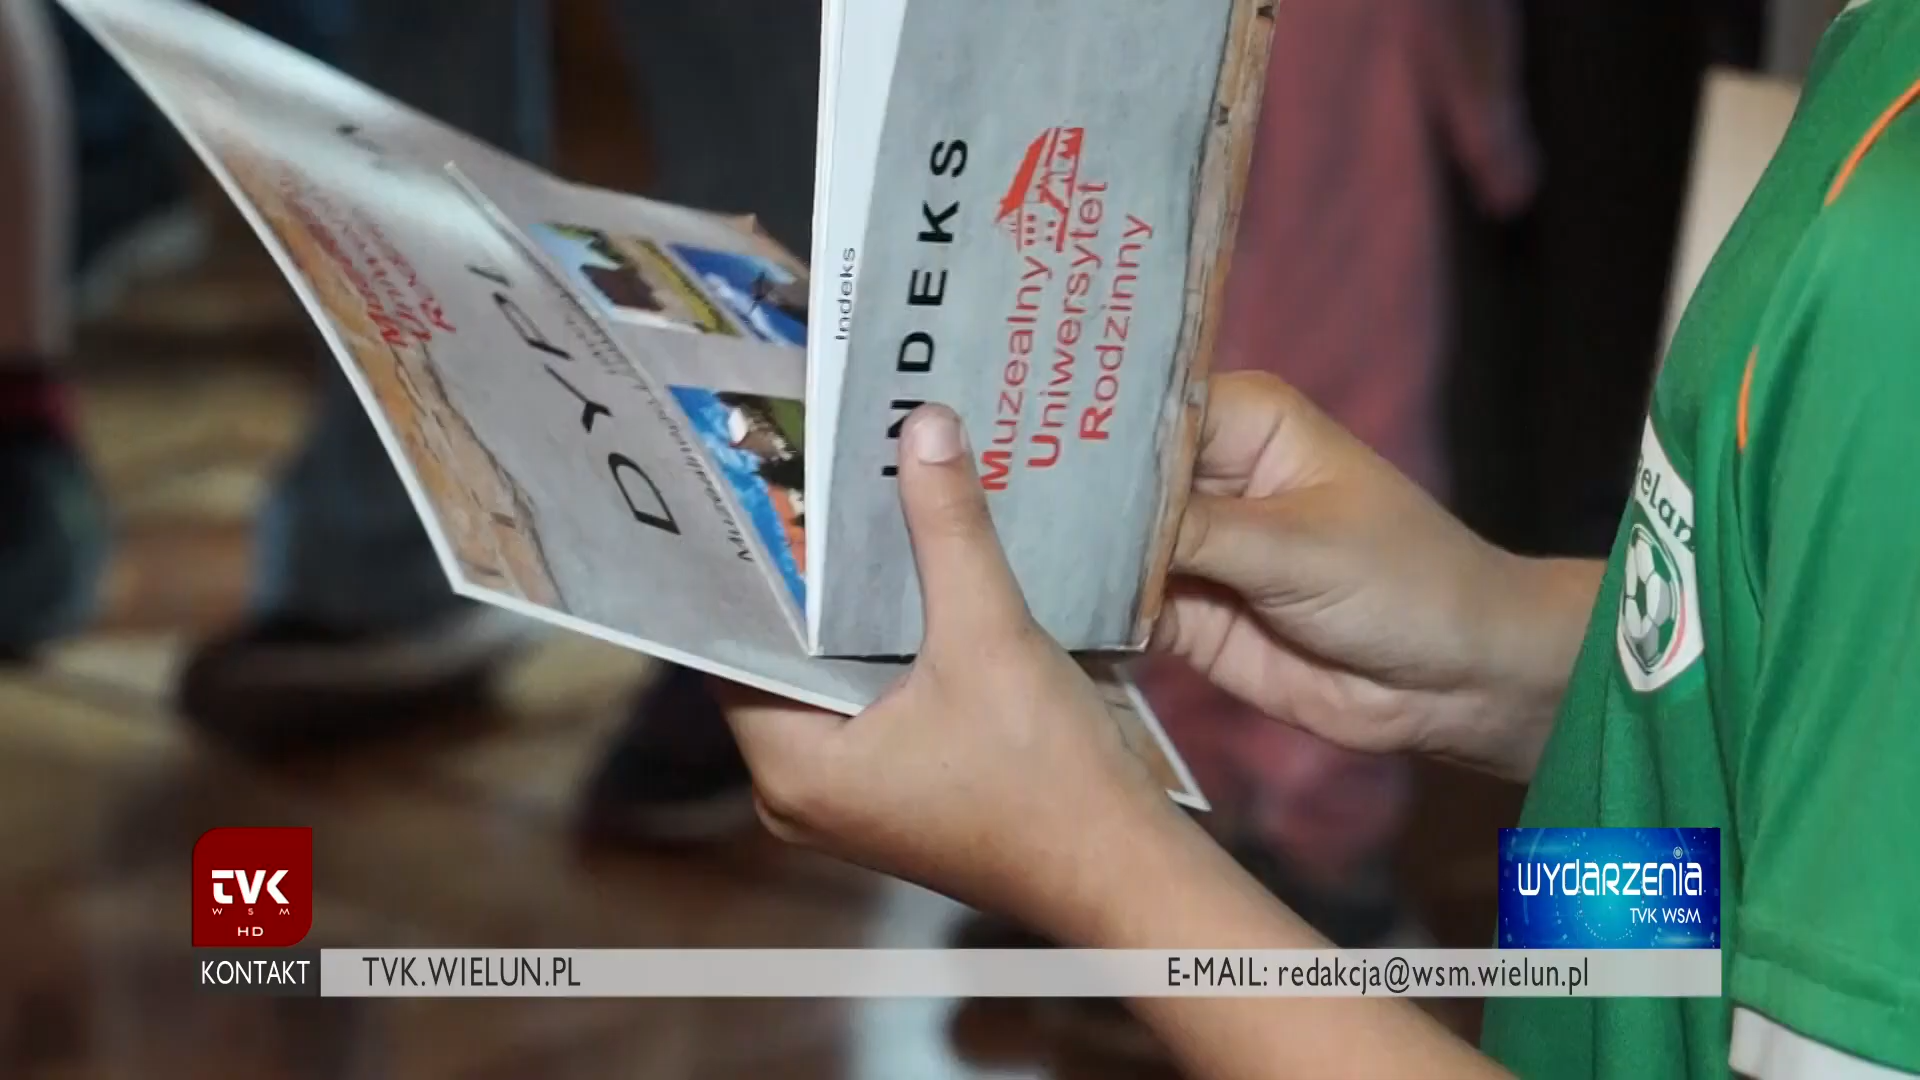 INDEKS
Muzealny
Uniwersytet
Rodzinny
Indeks
DYPL
TVK
WSM
HD
WYDARZENIA
TVK WSM
KONTAKT
TVK.WIELUN.PL
E-MAIL: redakcja@wsm.wielun.pl